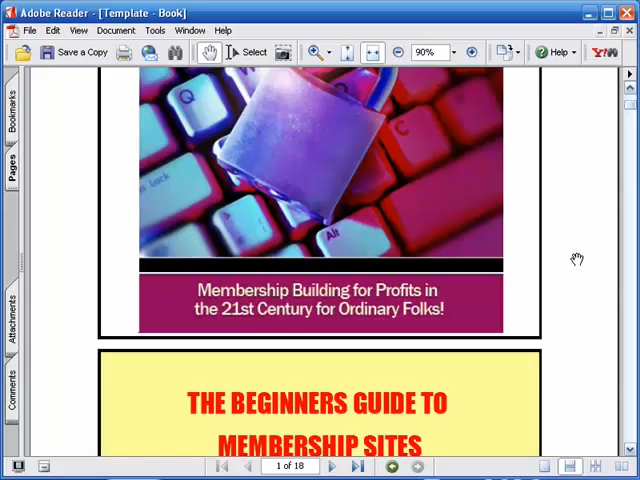 Adobe Reader - [Template - Book]
File Edit View Document Tools Window Help
Save a Copy Select 90% Help Y!
Bookmarks
Pages
Attachments
Comments
Q
C
Lock
Alt
Membership Building for Profits in
the 21st Century for Ordinary Folks!
THE BEGINNERS GUIDE TO
MEMBERSHIP SITES
1 of 18